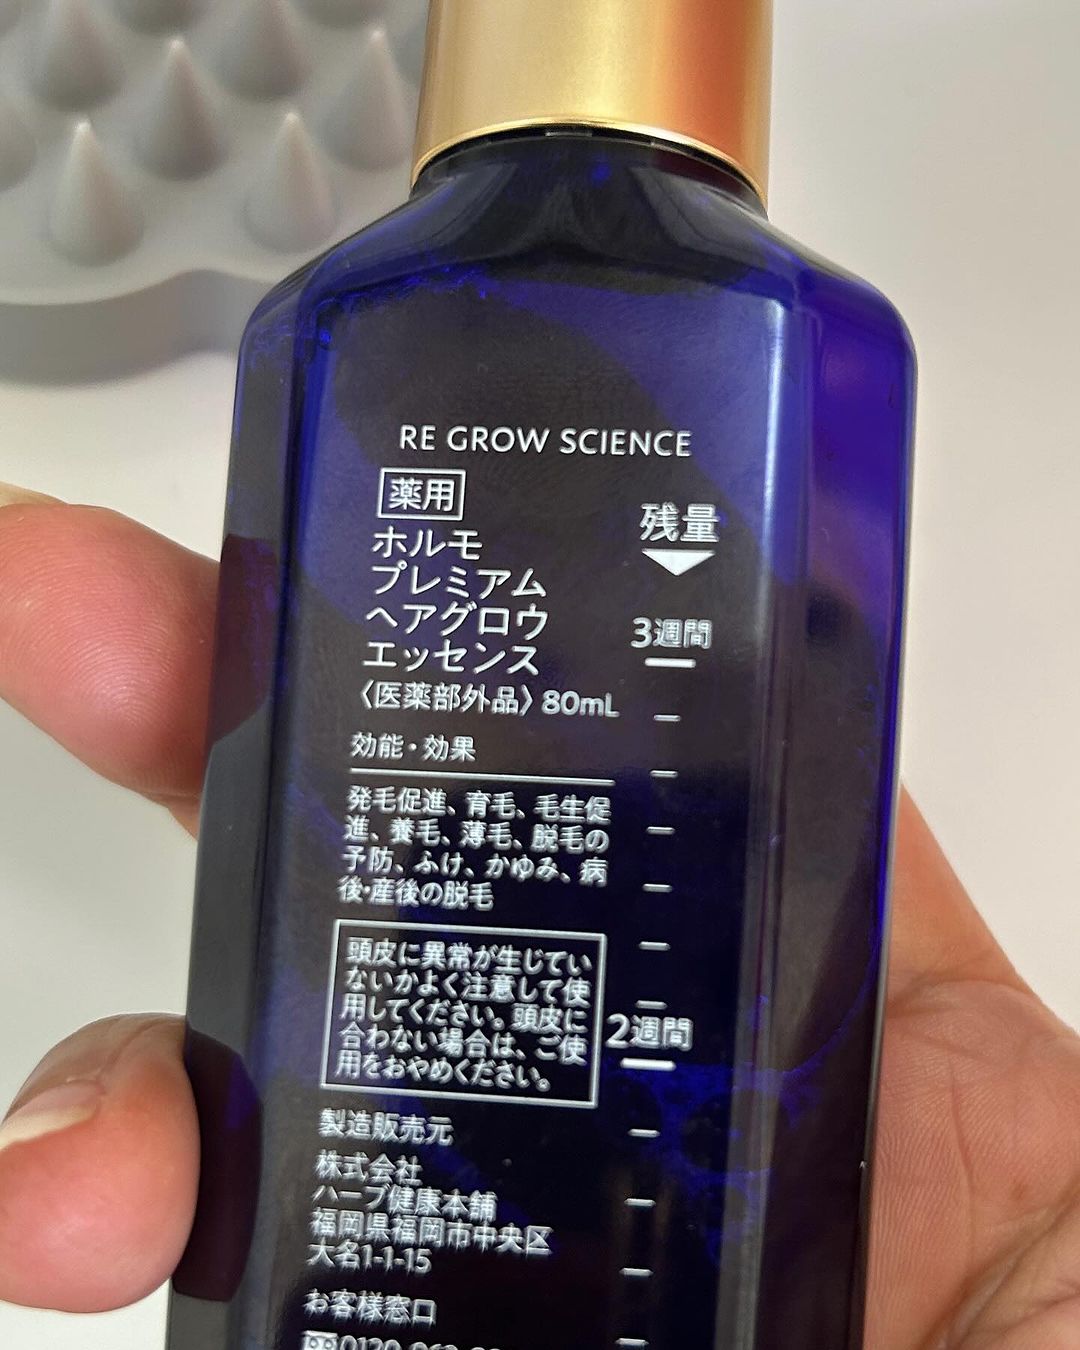 RE GROW SCIENCE
薬用
ホルモ
プレミアム
ヘアグロウ
エッセンス
〈医薬部外品〉80mL
効能・効果
発毛促進、育毛、毛生促
進、養毛、薄毛、脱毛の
予防、ふけ、かゆみ、病
後・産後の脱毛
頭皮に異常が生じてい
ないかよく注意して使
用してください。頭皮に
合わない場合は、ご使
用をおやめください。
製造販売元
株式会社
ハーブ健康本舗
福岡県福岡市中央区
大名1-1-15
お客様窓口
0120
残量
3週間
2週間